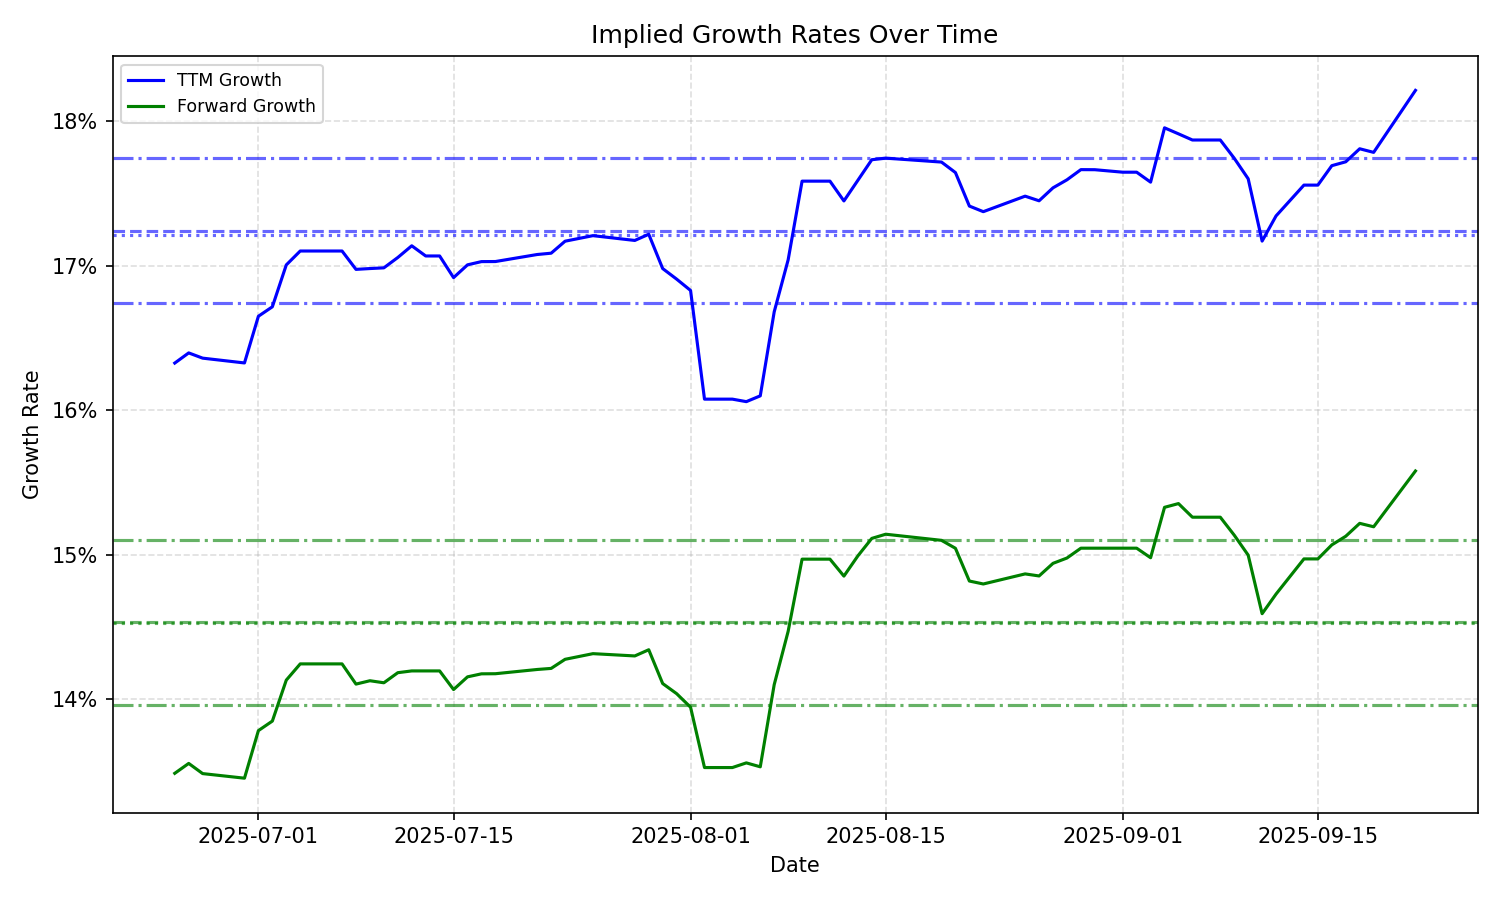 Implied Growth Rates Over Time
TTM Growth
Forward Growth
18%
17%
16%
15%
14%
Growth Rate
2025-07-01
2025-07-15
2025-08-01
2025-08-15
2025-09-01
2025-09-15
Date